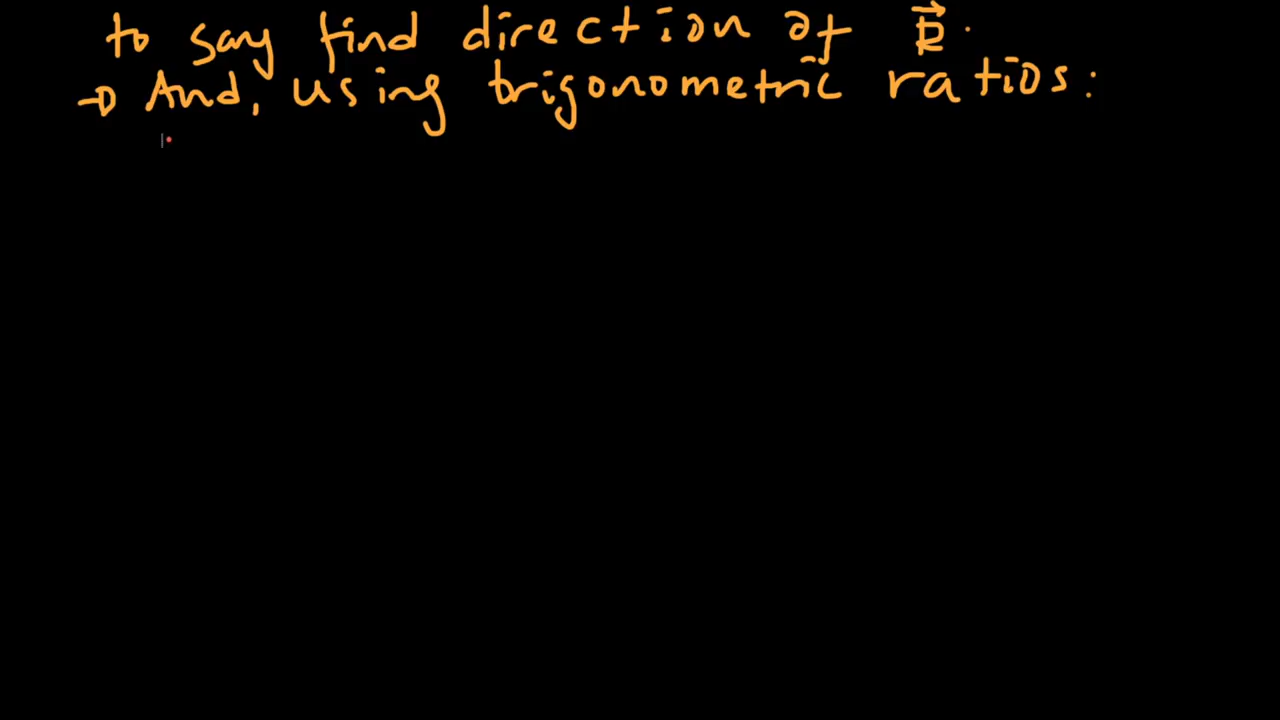 to say find direction of R⃗.
→ And, using trigonometric ratios: